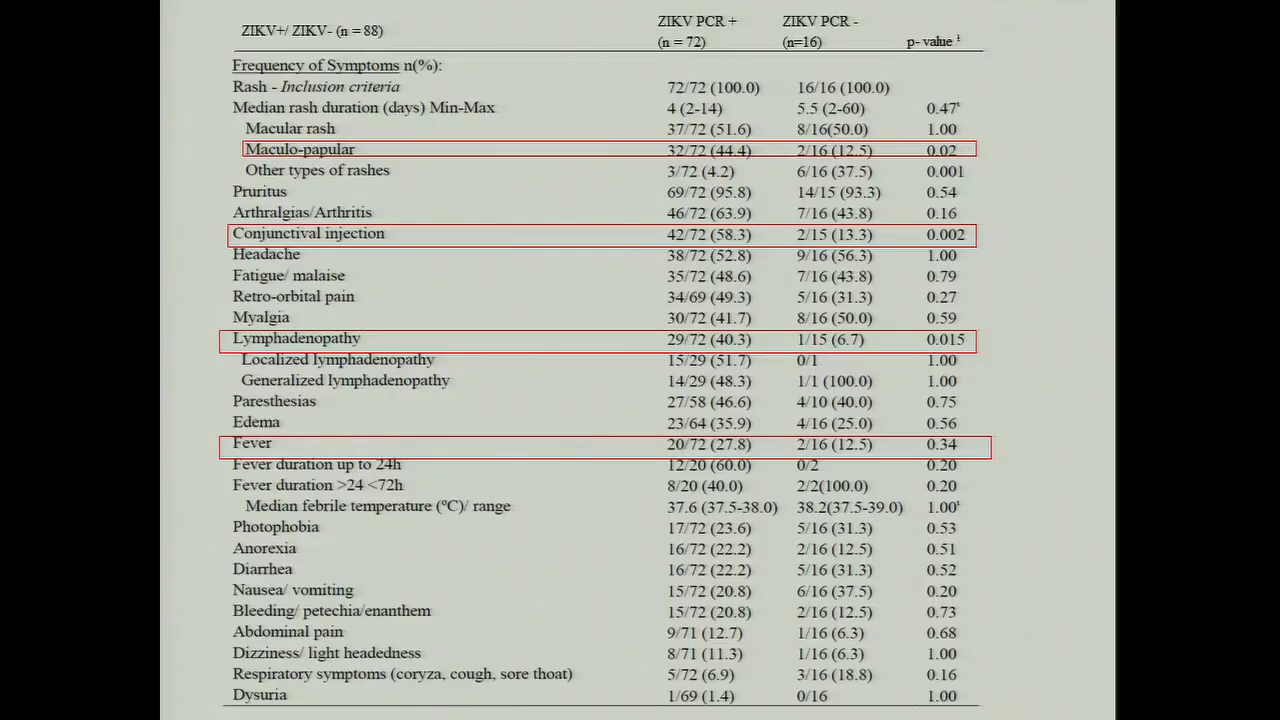 ZIKV+/ ZIKV- (n = 88) ZIKV PCR + (n = 72) ZIKV PCR - (n=16) p- value ‡
Frequency of Symptoms n(%):
Rash - Inclusion criteria 72/72 (100.0) 16/16 (100.0)
Median rash duration (days) Min-Max 4 (2-14) 5.5 (2-60) 0.47ᵗ
Macular rash 37/72 (51.6) 8/16(50.0) 1.00
Maculo-papular 32/72 (44.4) 2/16 (12.5) 0.02
Other types of rashes 3/72 (4.2) 6/16 (37.5) 0.001
Pruritus 69/72 (95.8) 14/15 (93.3) 0.54
Arthralgias/Arthritis 46/72 (63.9) 7/16 (43.8) 0.16
Conjunctival injection 42/72 (58.3) 2/15 (13.3) 0.002
Headache 38/72 (52.8) 9/16 (56.3) 1.00
Fatigue/ malaise 35/72 (48.6) 7/16 (43.8) 0.79
Retro-orbital pain 34/69 (49.3) 5/16 (31.3) 0.27
Myalgia 30/72 (41.7) 8/16 (50.0) 0.59
Lymphadenopathy 29/72 (40.3) 1/15 (6.7) 0.015
Localized lymphadenopathy 15/29 (51.7) 0/1 1.00
Generalized lymphadenopathy 14/29 (48.3) 1/1 (100.0) 1.00
Paresthesias 27/58 (46.6) 4/10 (40.0) 0.75
Edema 23/64 (35.9) 4/16 (25.0) 0.56
Fever 20/72 (27.8) 2/16 (12.5) 0.34
Fever duration up to 24h 12/20 (60.0) 0/2 0.20
Fever duration >24 <72h 8/20 (40.0) 2/2(100.0) 0.20
Median febrile temperature (ºC)/ range 37.6 (37.5-38.0) 38.2(37.5-39.0) 1.00ᵗ
Photophobia 17/72 (23.6) 5/16 (31.3) 0.53
Anorexia 16/72 (22.2) 2/16 (12.5) 0.51
Diarrhea 16/72 (22.2) 5/16 (31.3) 0.52
Nausea/ vomiting 15/72 (20.8) 6/16 (37.5) 0.20
Bleeding/ petechia/enanthem 15/72 (20.8) 2/16 (12.5) 0.73
Abdominal pain 9/71 (12.7) 1/16 (6.3) 0.68
Dizziness/ light headedness 8/71 (11.3) 1/16 (6.3) 1.00
Respiratory symptoms (coryza, cough, sore thoat) 5/72 (6.9) 3/16 (18.8) 0.16
Dysuria 1/69 (1.4) 0/16 1.00